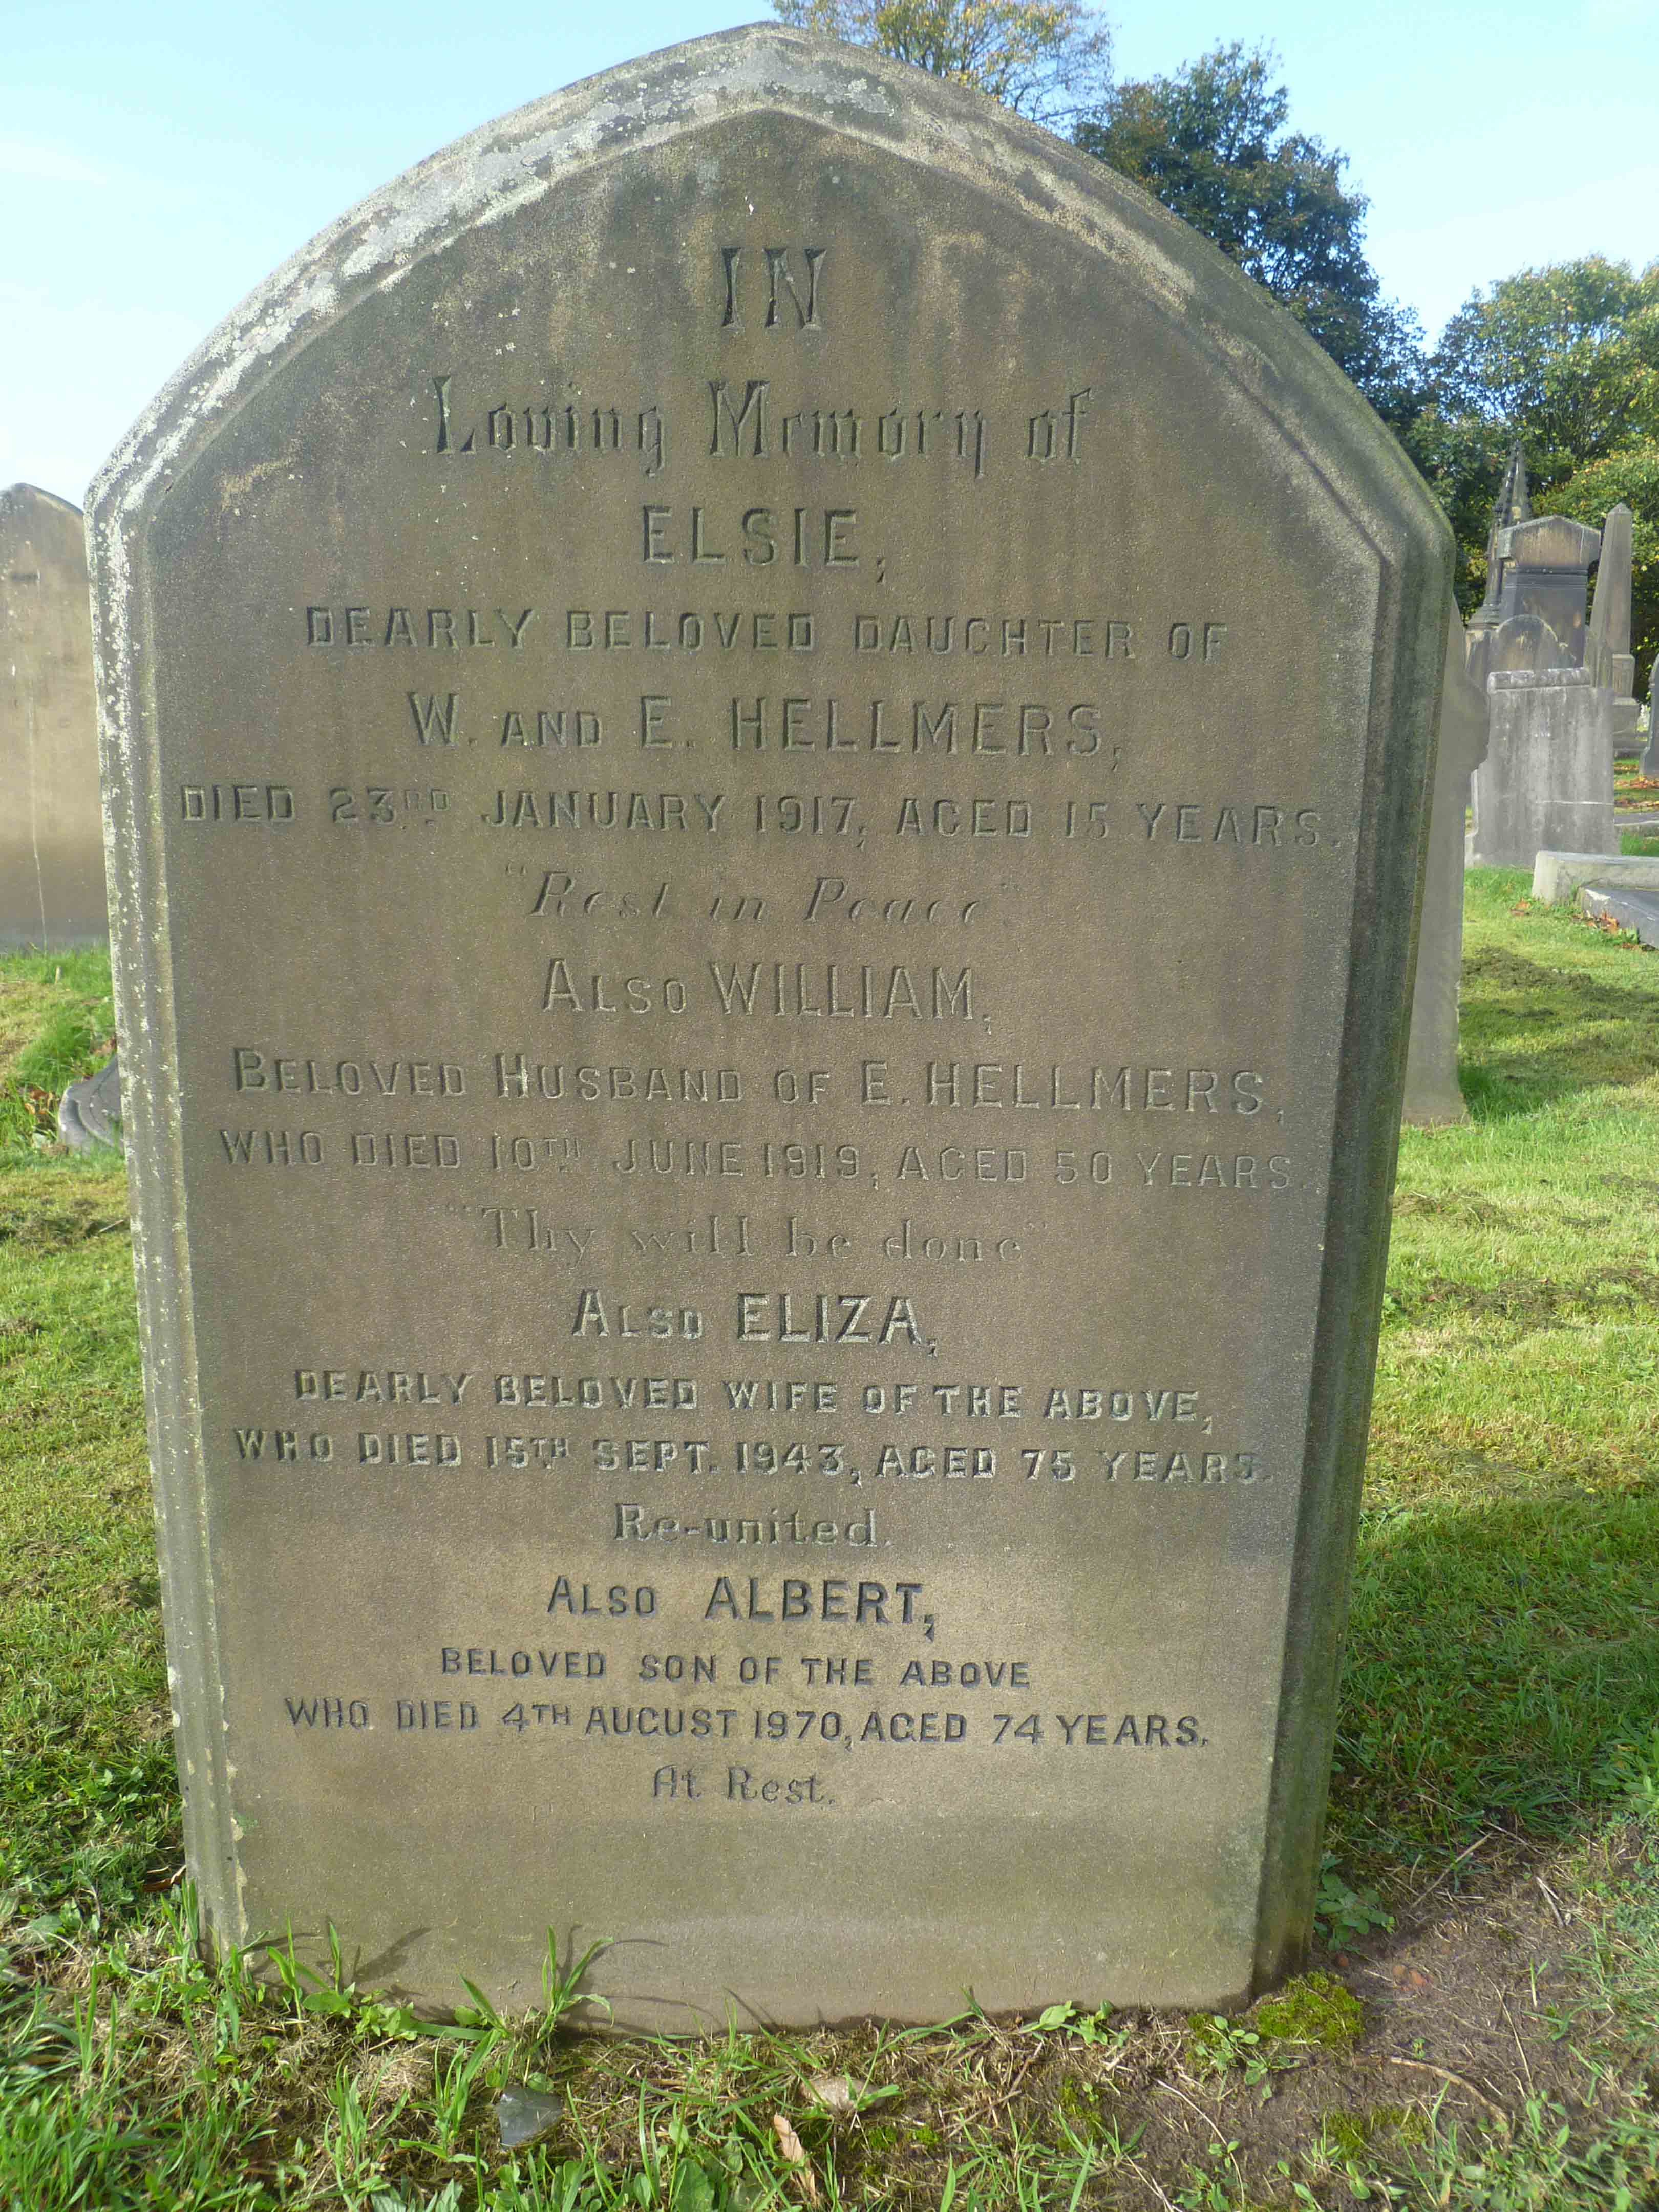 IN
Loving Memory of
ELSIE,
DEARLY BELOVED DAUGHTER OF
W. AND E. HELLMERS,
DIED 23RD JANUARY 1917, AGED 15 YEARS.
"Rest in Peace."
ALSO WILLIAM,
BELOVED HUSBAND OF E. HELLMERS,
WHO DIED 10TH JUNE 1919, AGED 50 YEARS.
"Thy will be done"
ALSO ELIZA,
DEARLY BELOVED WIFE OF THE ABOVE,
WHO DIED 15TH SEPT. 1943, AGED 75 YEARS.
Re-united.
ALSO ALBERT,
BELOVED SON OF THE ABOVE
WHO DIED 4TH AUGUST 1970, AGED 74 YEARS.
At Rest.